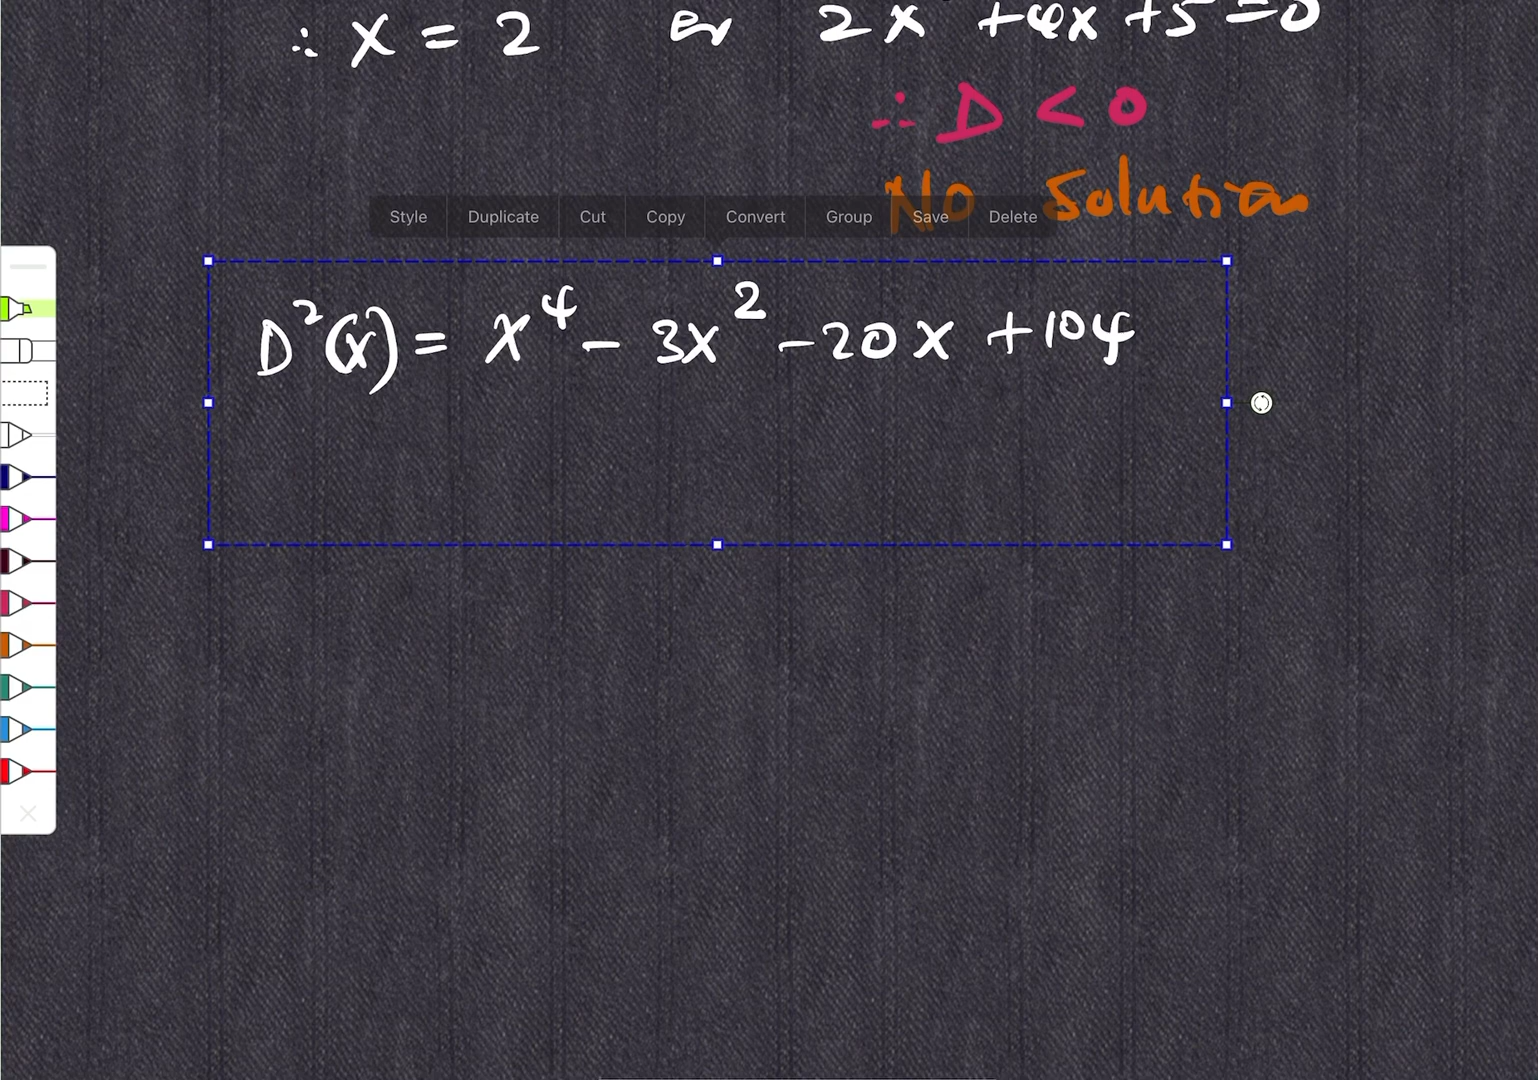 ∴ x = 2 or 2x² +4x +5 =0
∴ D < 0
No Solution
Style Duplicate Cut Copy Convert Group Save Delete
D²(x) = x⁴ - 3x² - 20x + 104